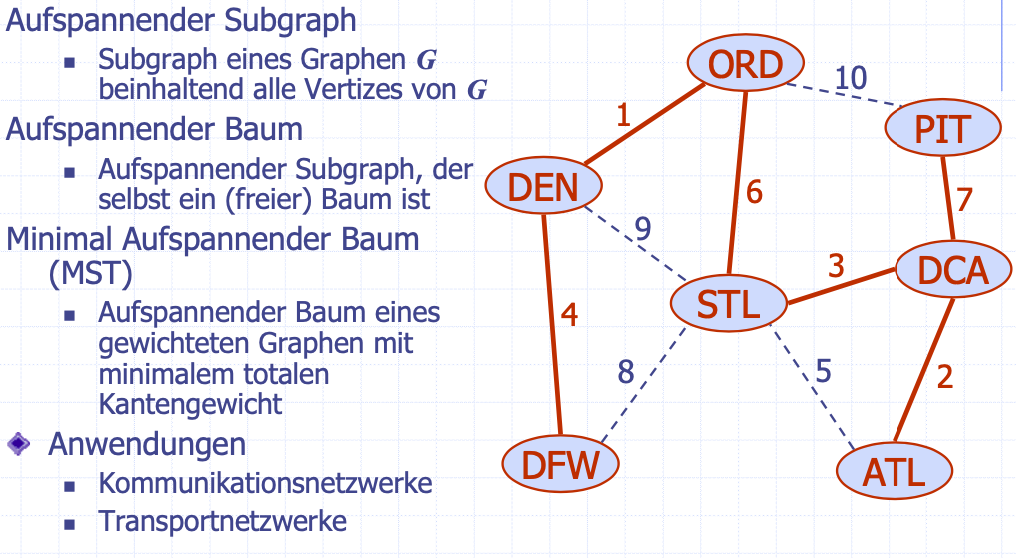 Aufspannender Subgraph
▪ Subgraph eines Graphen G
beinhaltend alle Vertizes von G
Aufspannender Baum
▪ Aufspannender Subgraph, der
selbst ein (freier) Baum ist
Minimal Aufspannender Baum
(MST)
▪ Aufspannender Baum eines
gewichteten Graphen mit
minimalem totalen
Kantengewicht
Anwendungen
▪ Kommunikationsnetzwerke
▪ Transportnetzwerke
ORD
10
PIT
1
DEN
6
7
9
DCA
3
STL
4
8
5
2
DFW
ATL